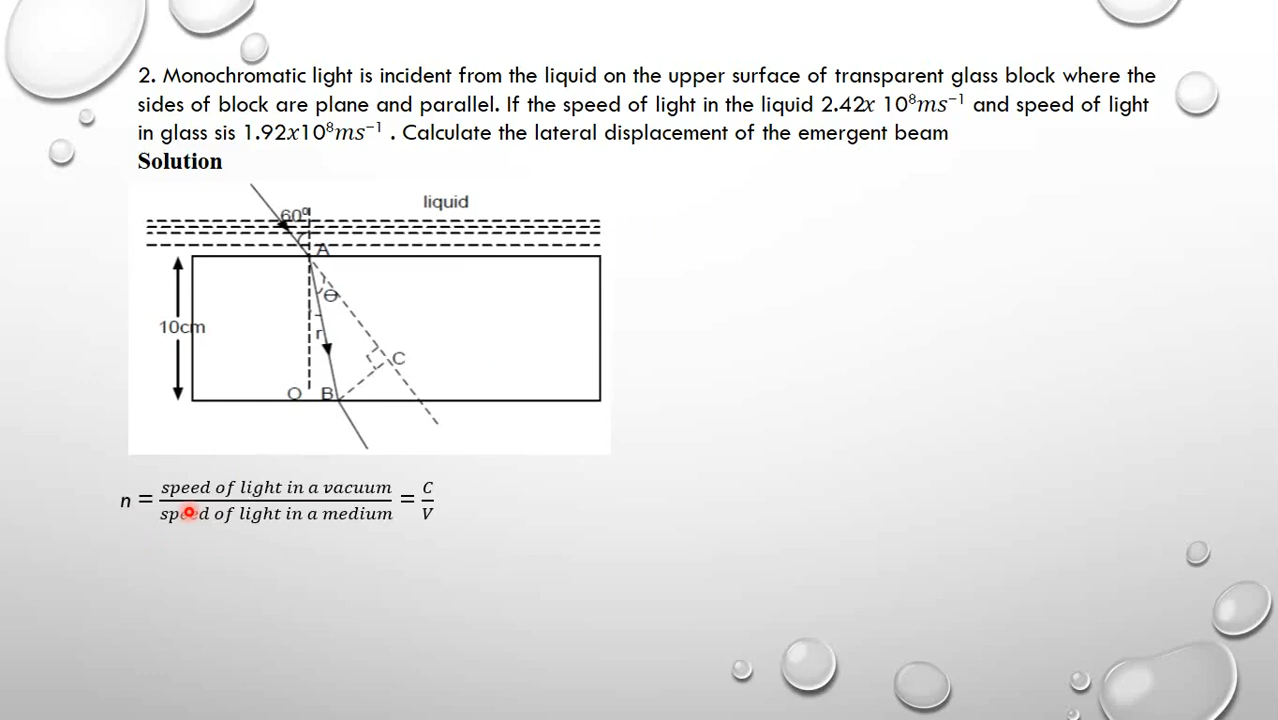 2. Monochromatic light is incident from the liquid on the upper surface of transparent glass block where the
sides of block are plane and parallel. If the speed of light in the liquid 2.42x 10⁸ms⁻¹ and speed of light
in glass sis 1.92x10⁸ms⁻¹ . Calculate the lateral displacement of the emergent beam
Solution
liquid
60⁰
A
Θ
10cm
r
C
O B
n = speed of light in a vacuum / speed of light in a medium = C / V